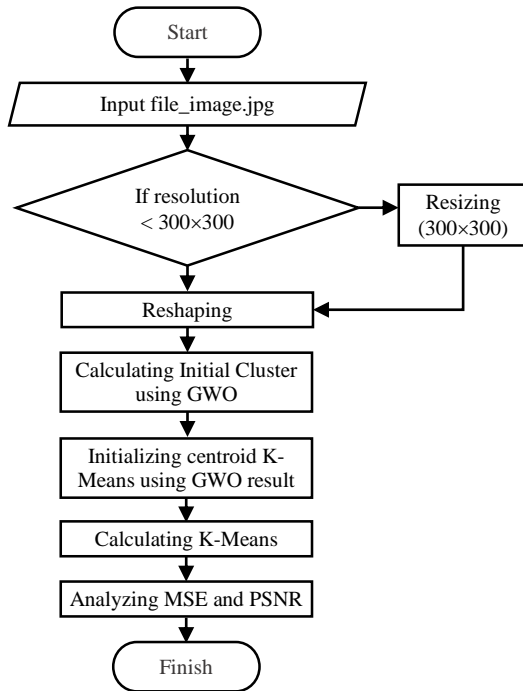 Start
Input file_image.jpg
If resolution
< 300×300
Resizing
(300×300)
Reshaping
Calculating Initial Cluster
using GWO
Initializing centroid K-
Means using GWO result
Calculating K-Means
Analyzing MSE and PSNR
Finish